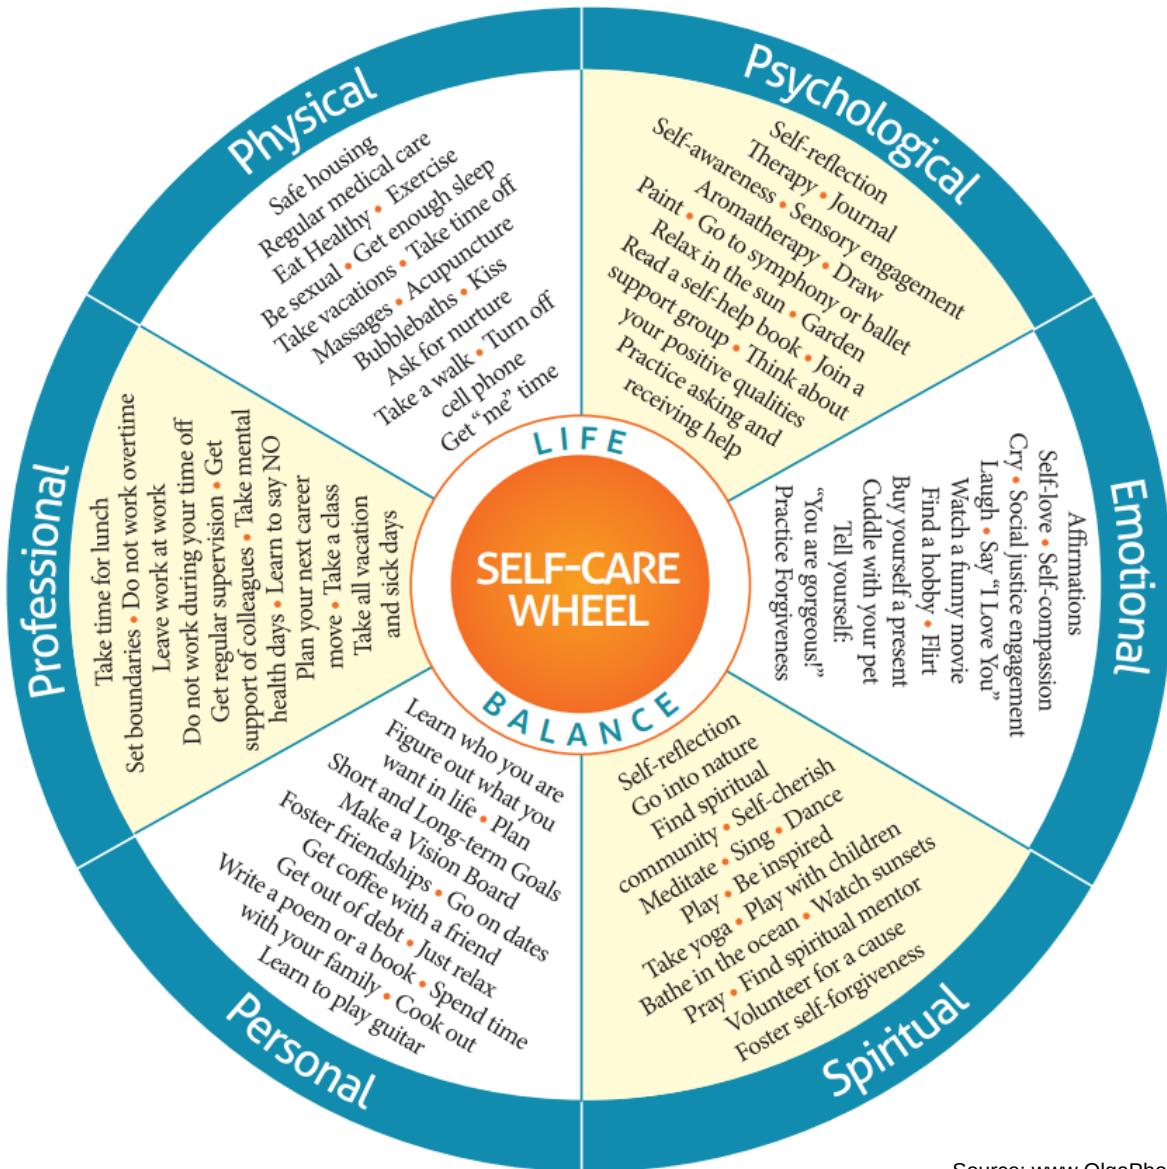 Physical
Safe housing
Regular medical care
Eat Healthy • Exercise
Be sexual • Get enough sleep
Take vacations • Take time off
Massages • Acupuncture
Bubblebaths • Kiss
Ask for nurture
Take a walk • Turn off
cell phone
Get “me” time
Psychological
Self-reflection
Therapy • Journal
Self-awareness • Sensory engagement
Aromatherapy • Draw
Paint • Go to symphony or ballet
Relax in the sun • Garden
Read a self-help book • Join a
support group • Think about
your positive qualities
Practice asking and
receiving help
Emotional
Affirmations
Self-love • Self-compassion
Cry • Social justice engagement
Laugh • Say “I Love You”
Watch a funny movie
Find a hobby • Flirt
Buy yourself a present
Cuddle with your pet
Tell yourself:
“You are gorgeous!”
Practice Forgiveness
Spiritual
Self-reflection
Go into nature
Find spiritual
community • Self-cherish
Meditate • Sing • Dance
Play • Be inspired
Take yoga • Play with children
Bathe in the ocean • Watch sunsets
Pray • Find spiritual mentor
Volunteer for a cause
Foster self-forgiveness
Personal
Learn who you are
Figure out what you
want in life • Plan
Short and Long-term Goals
Make a Vision Board
Foster friendships • Go on dates
Get coffee with a friend
Get out of debt • Just relax
Write a poem or a book • Spend time
with your family • Cook out
Learn to play guitar
Professional
Take time for lunch
Set boundaries • Do not work overtime
Leave work at work
Do not work during your time off
Get regular supervision • Get
support of colleagues • Take mental
health days • Learn to say NO
Plan your next career
move • Take a class
Take all vacation
and sick days
LIFE
SELF-CARE
WHEEL
BALANCE
Source: